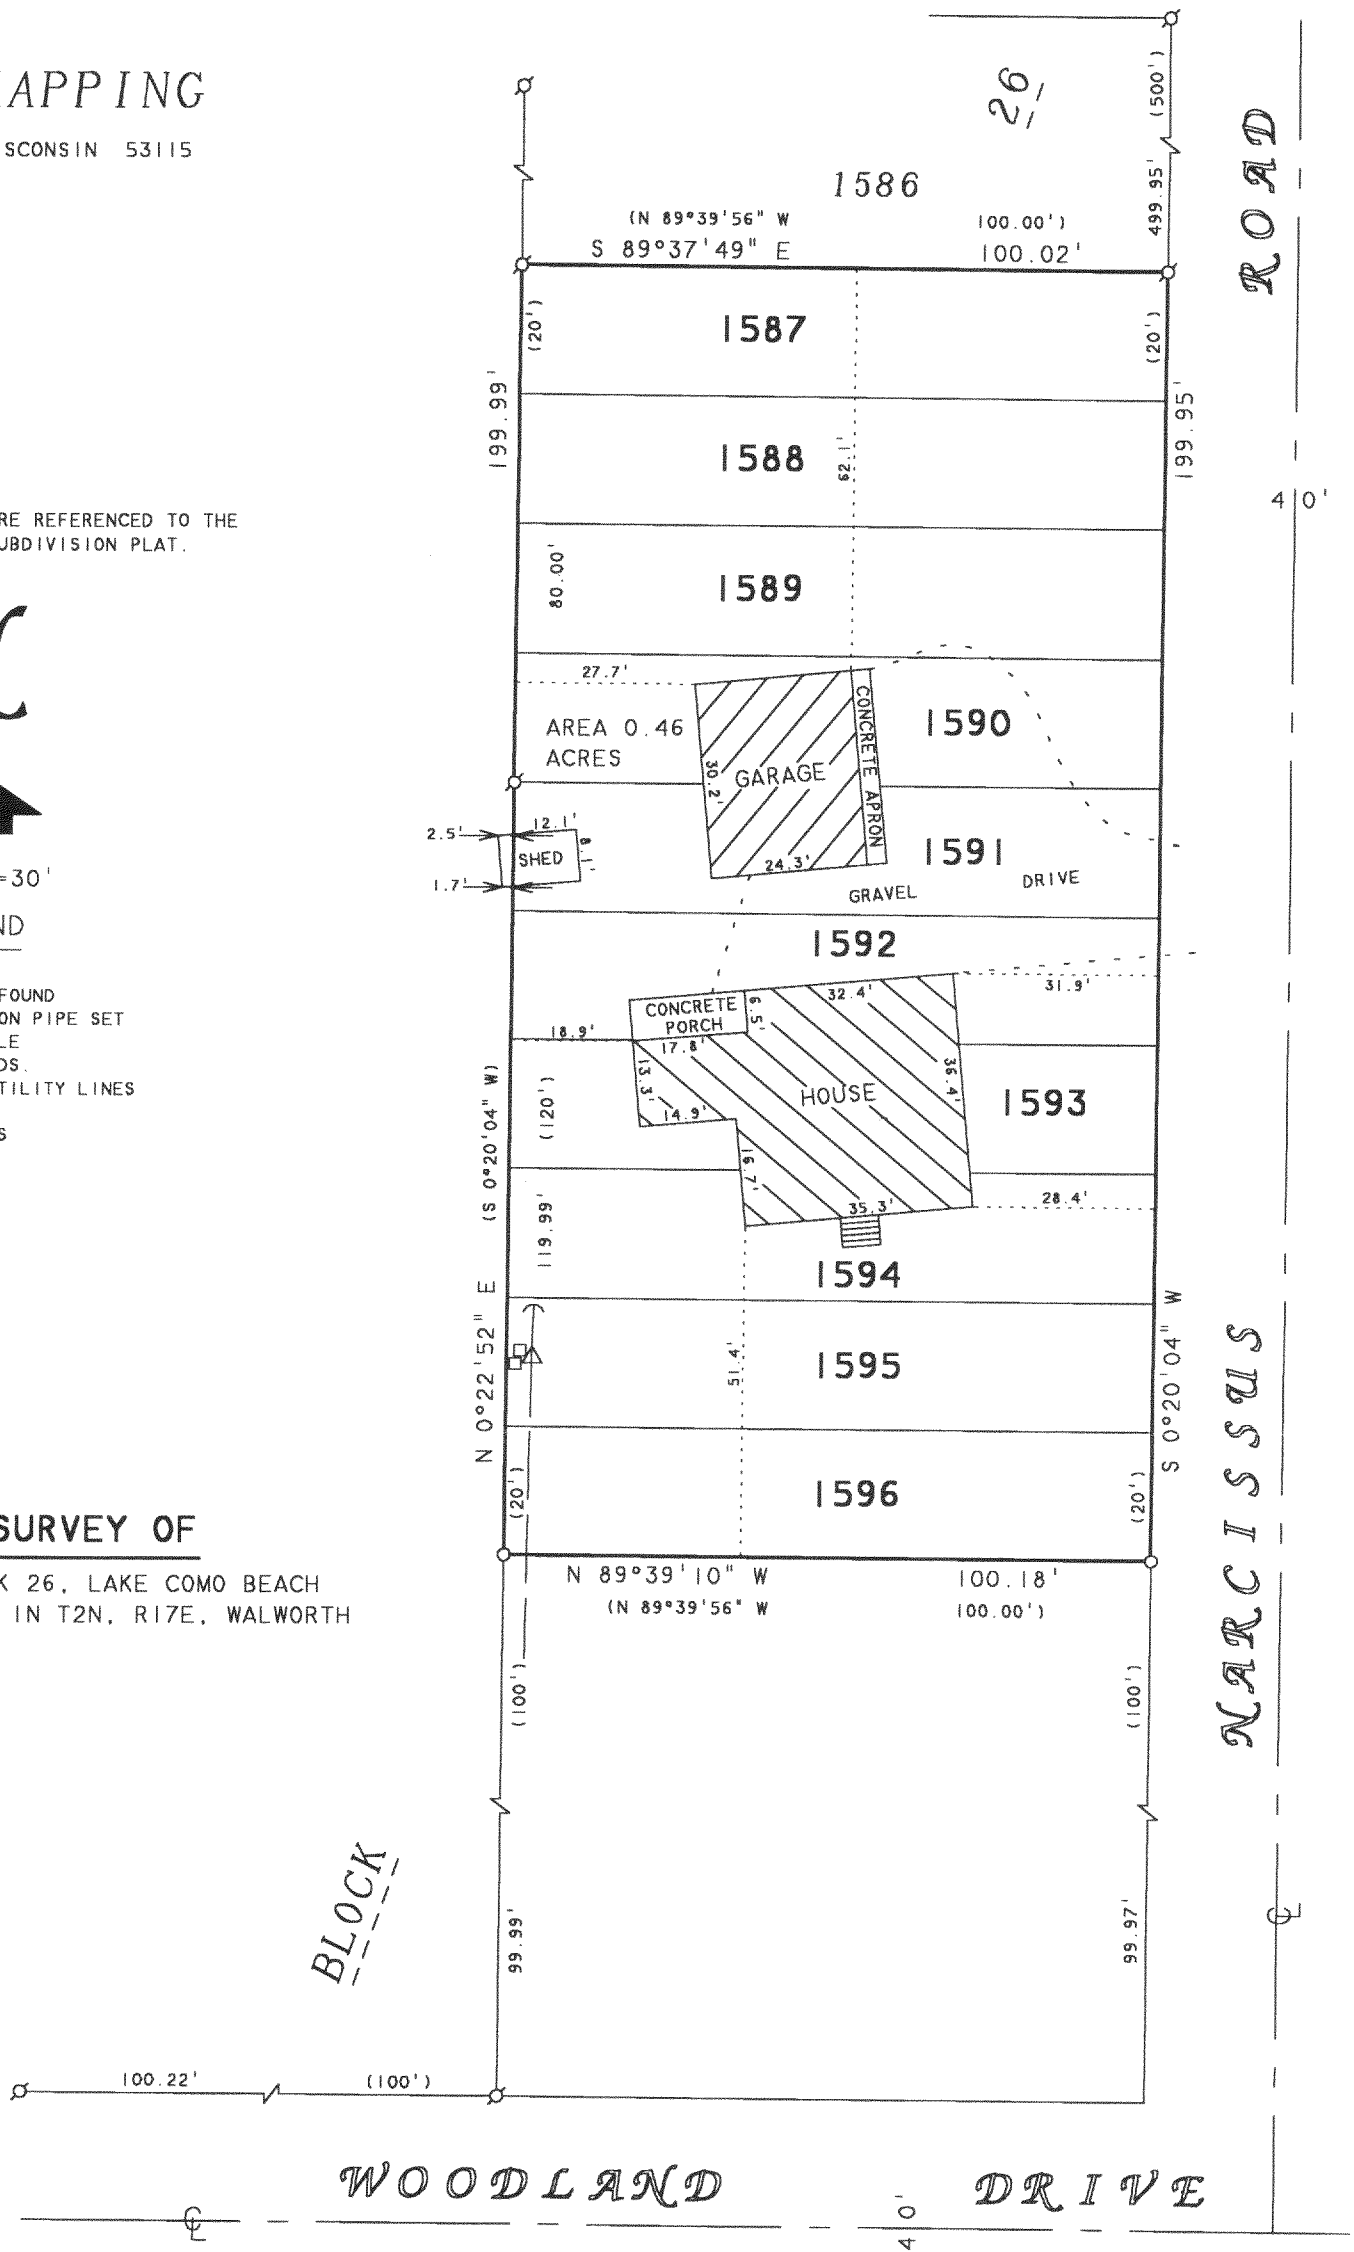 APPING
SCONSIN 53115
26
(500')
499.95'
ROAD
1586
(N 89°39'56" W 100.00')
S 89°37'49" E 100.02'
(20')
1587
(20')
199.99'
199.95'
1588
62.1'
40'
RE REFERENCED TO THE
UBDIVISION PLAT.
80.00'
1589
27.7'
AREA 0.46
ACRES
30.2'
GARAGE
CONCRETE APRON
1590
=30'
2.5'
12.1'
SHED
8.1'
1.7'
24.3'
1591
GRAVEL DRIVE
ND
1592
FOUND
ON PIPE SET
LE
DS.
TILITY LINES
S
CONCRETE
PORCH
6.5'
32.4'
31.9'
18.9'
17.8'
13.3'
14.9'
HOUSE
36.4'
(20')
1593
(S 0°20'04" W)
16.7'
35.3'
28.4'
119.99'
1594
N 0°22'52" E
S 0°20'04" W
51.4'
1595
(20')
1596
(20')
NARCISSUS
SURVEY OF
K 26, LAKE COMO BEACH
IN T2N, R17E, WALWORTH
N 89°39'10" W 100.18'
(N 89°39'56" W 100.00')
(100')
(100')
BLOCK
99.99'
99.97'
100.22' (100')
WOODLAND DRIVE
40'